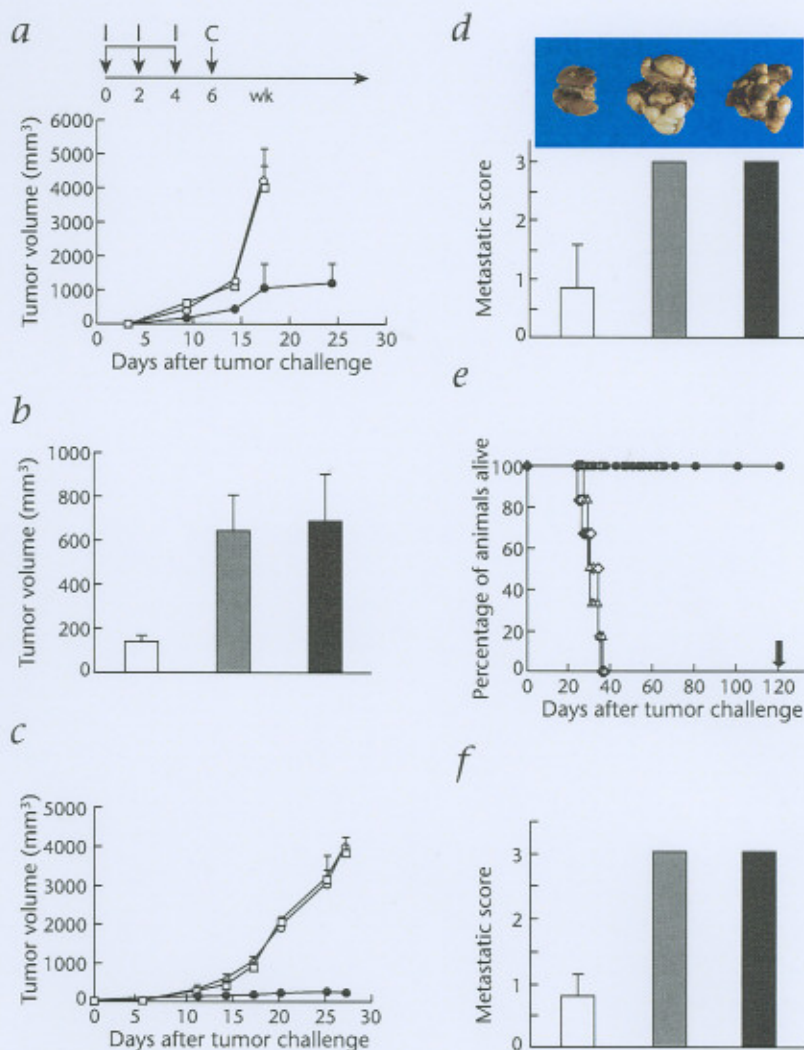 a
I I I C
0 2 4 6 wk
6000
5000
4000
3000
2000
1000
0
Tumor volume (mm³)
0 5 10 15 20 25 30
Days after tumor challenge
b
1000
800
600
400
200
0
Tumor volume (mm³)
c
5000
4000
3000
2000
1000
0
Tumor volume (mm³)
0 5 10 15 20 25 30
Days after tumor challenge
d
3
2
1
0
Metastatic score
e
100
80
60
40
20
0
Percentage of animals alive
0 20 40 60 80 100 120
Days after tumor challenge
f
3
2
1
0
Metastatic score